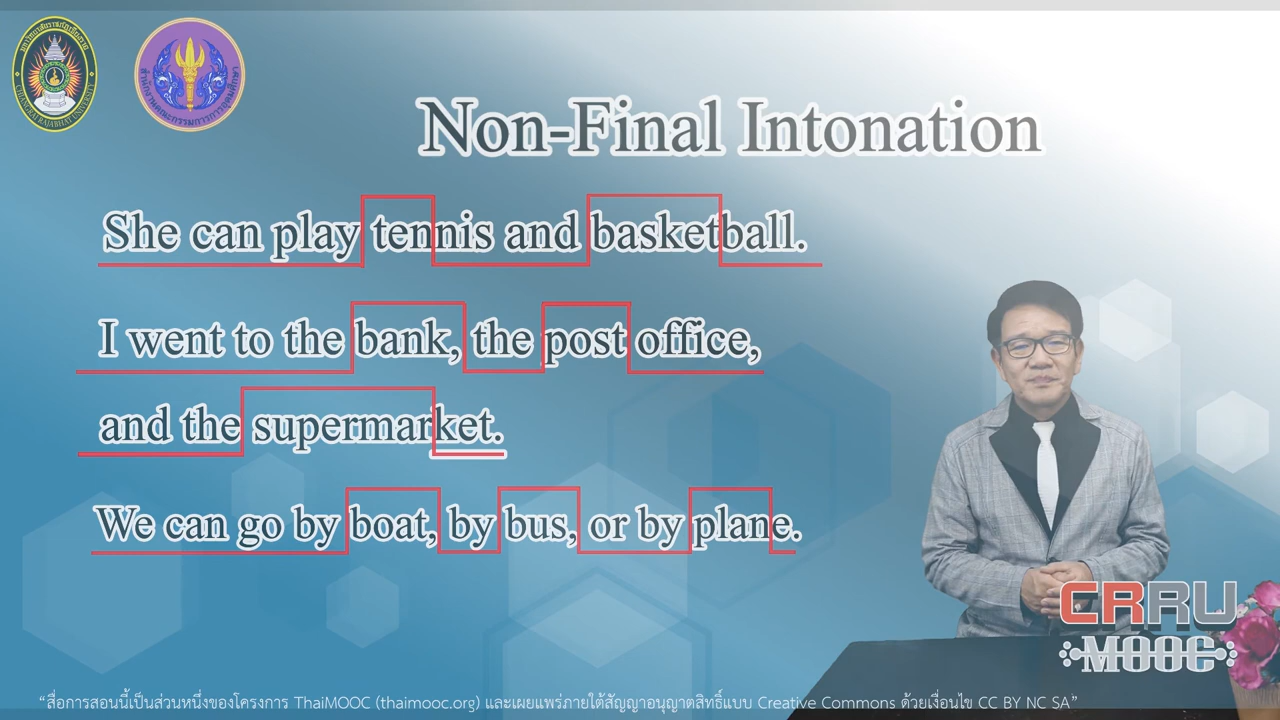 Non-Final Intonation
She can play tennis and basketball.
I went to the bank, the post office,
and the supermarket.
We can go by boat, by bus, or by plane.
CRRU
MOOC
“สื่อการสอนนี้เป็นส่วนหนึ่งของโครงการ ThaiMOOC (thaimooc.org) และเผยแพร่ภายใต้สัญญาอนุญาตสิทธิ์แบบ Creative Commons ด้วยเงื่อนไข CC BY NC SA”